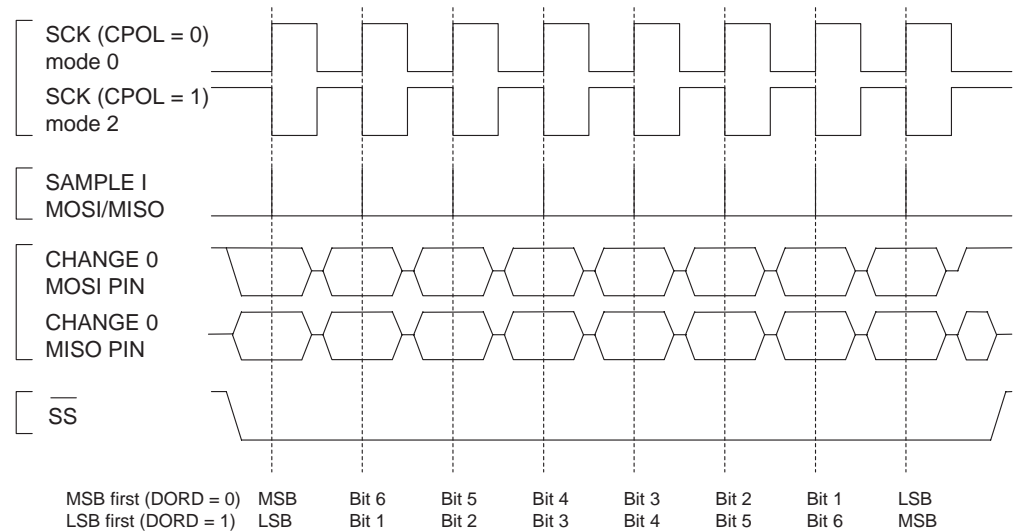 SCK (CPOL = 0)
mode 0
SCK (CPOL = 1)
mode 2
SAMPLE I
MOSI/MISO
CHANGE 0
MOSI PIN
CHANGE 0
MISO PIN
SS
MSB first (DORD = 0) MSB Bit 6 Bit 5 Bit 4 Bit 3 Bit 2 Bit 1 LSB
LSB first (DORD = 1) LSB Bit 1 Bit 2 Bit 3 Bit 4 Bit 5 Bit 6 MSB